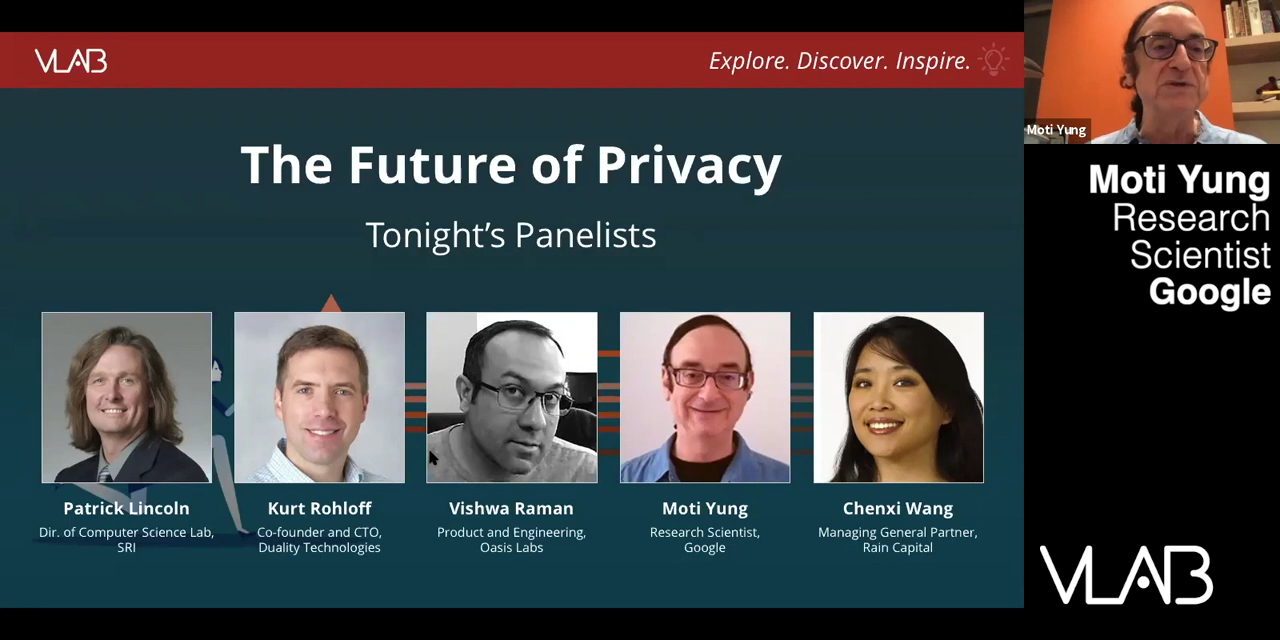 VLAB
Explore. Discover. Inspire.
The Future of Privacy
Tonight's Panelists
Patrick Lincoln
Dir. of Computer Science Lab,
SRI
Kurt Rohloff
Co-founder and CTO,
Duality Technologies
Vishwa Raman
Product and Engineering,
Oasis Labs
Moti Yung
Research Scientist,
Google
Chenxi Wang
Managing General Partner,
Rain Capital
Moti Yung
Moti Yung
Research
Scientist
Google
VLAB